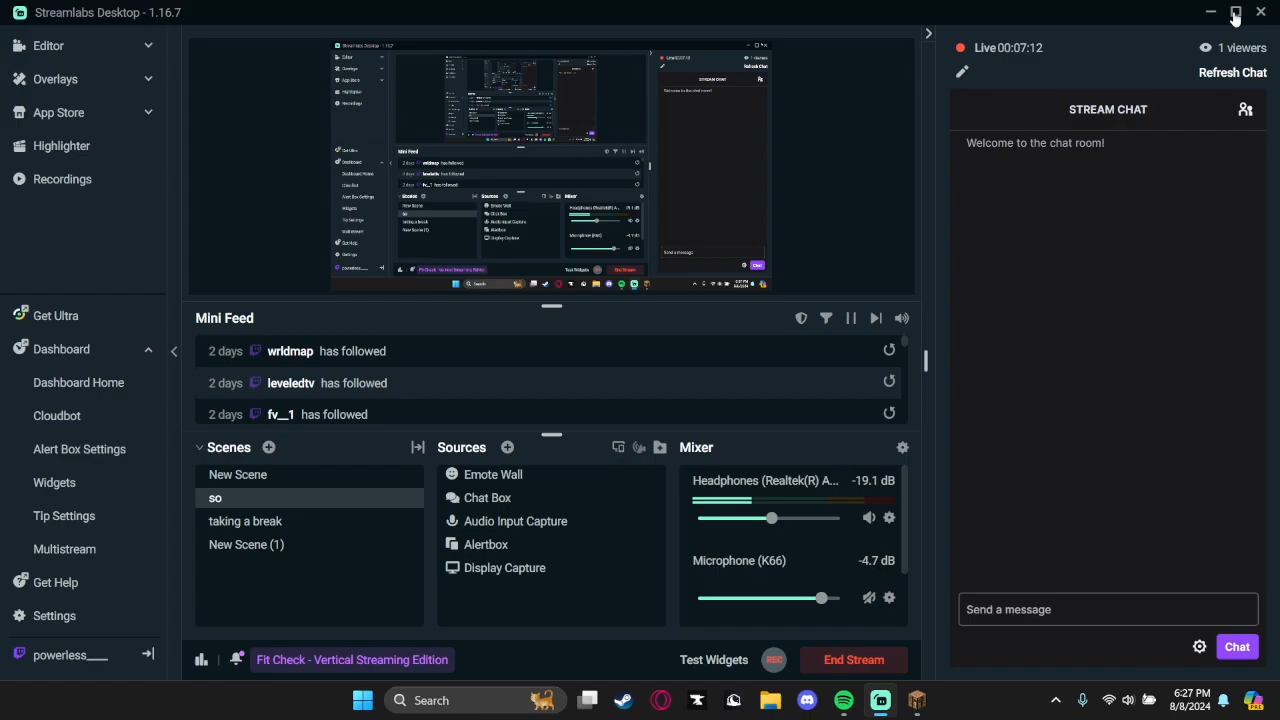 Streamlabs Desktop - 1.16.7
Editor
Overlays
App Store
Highlighter
Recordings
Get Ultra
Dashboard
Dashboard Home
Cloudbot
Alert Box Settings
Widgets
Tip Settings
Multistream
Get Help
Settings
powerless____
Mini Feed
2 days wrldmap has followed
2 days leveledtv has followed
2 days fv__1 has followed
Scenes
New Scene
so
taking a break
New Scene (1)
Sources
Emote Wall
Chat Box
Audio Input Capture
Alertbox
Display Capture
Mixer
Headphones (Realtek(R) A... -19.1 dB
Microphone (K66) -4.7 dB
Fit Check - Vertical Streaming Edition
Test Widgets
REC
End Stream
Live 00:07:12
1 viewers
Refresh Chat
STREAM CHAT
Welcome to the chat room!
Send a message
Chat
Search
6:27 PM
8/8/2024